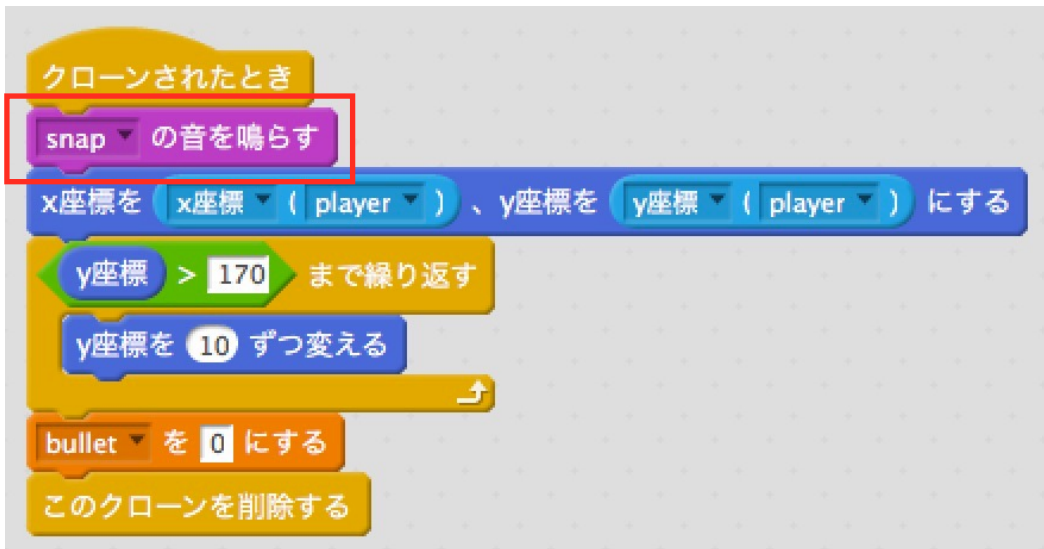 クローンされたとき
snap の音を鳴らす
x座標を x座標 ( player ) 、y座標を y座標 ( player ) にする
y座標 > 170 まで繰り返す
y座標を 10 ずつ変える
bullet を 0 にする
このクローンを削除する